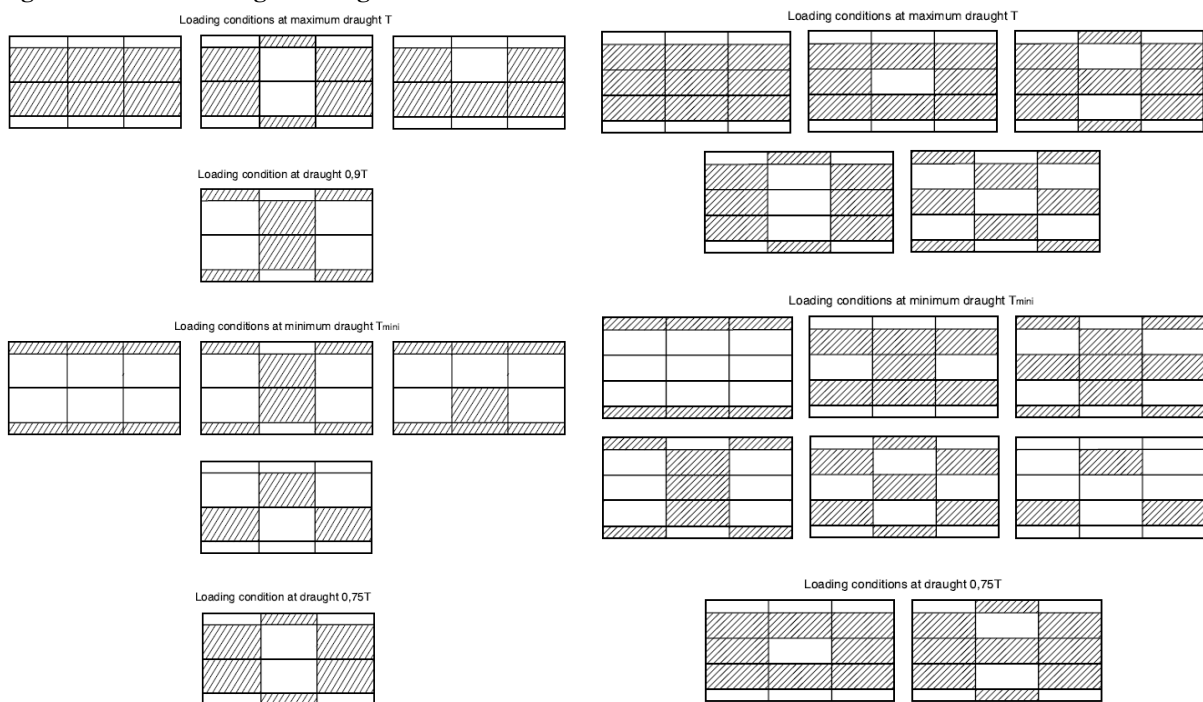 Loading conditions at maximum draught T
Loading condition at draught 0,9T
Loading conditions at minimum draught Tmini
Loading condition at draught 0,75T
Loading conditions at maximum draught T
Loading conditions at minimum draught Tmini
Loading conditions at draught 0,75T